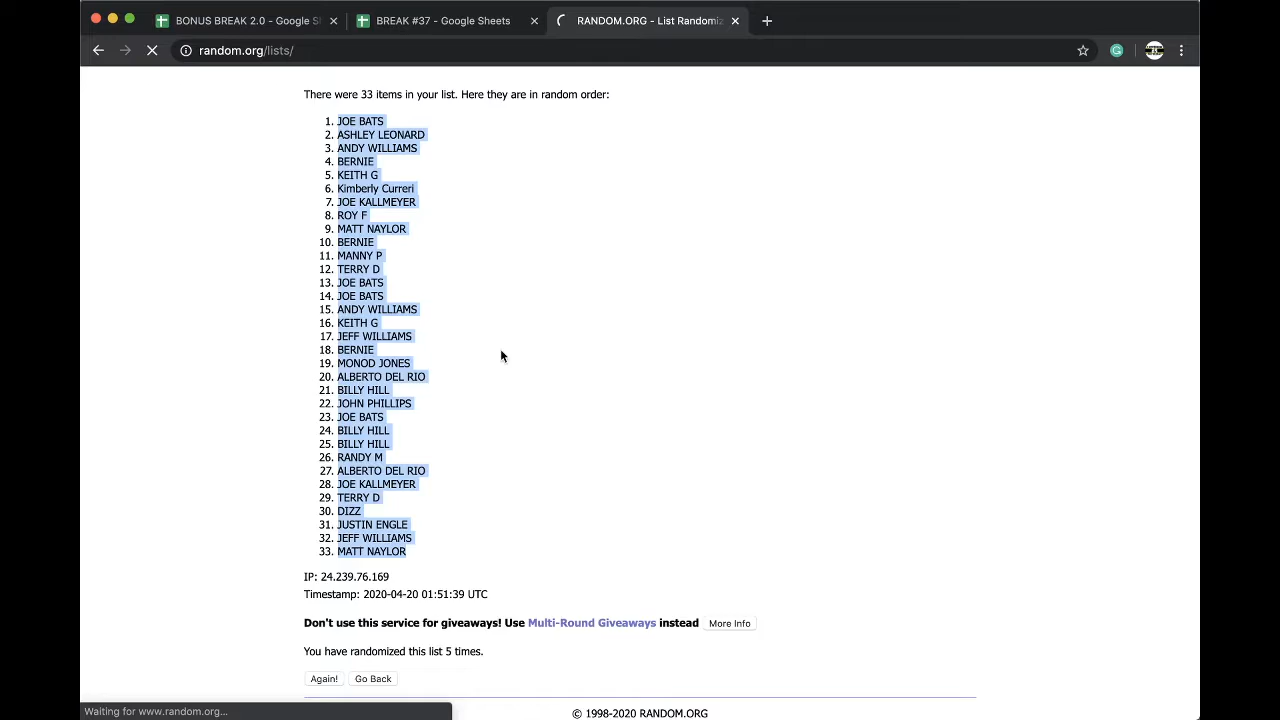 BONUS BREAK 2.0 - Google S
BREAK #37 - Google Sheets
RANDOM.ORG - List Randomiz
random.org/lists/
There were 33 items in your list. Here they are in random order:
1. JOE BATS
2. ASHLEY LEONARD
3. ANDY WILLIAMS
4. BERNIE
5. KEITH G
6. Kimberly Curreri
7. JOE KALLMEYER
8. ROY F
9. MATT NAYLOR
10. BERNIE
11. MANNY P
12. TERRY D
13. JOE BATS
14. JOE BATS
15. ANDY WILLIAMS
16. KEITH G
17. JEFF WILLIAMS
18. BERNIE
19. MONOD JONES
20. ALBERTO DEL RIO
21. BILLY HILL
22. JOHN PHILLIPS
23. JOE BATS
24. BILLY HILL
25. BILLY HILL
26. RANDY M
27. ALBERTO DEL RIO
28. JOE KALLMEYER
29. TERRY D
30. DIZZ
31. JUSTIN ENGLE
32. JEFF WILLIAMS
33. MATT NAYLOR
IP: 24.239.76.169
Timestamp: 2020-04-20 01:51:39 UTC
Don't use this service for giveaways! Use Multi-Round Giveaways instead More Info
You have randomized this list 5 times.
Again! Go Back
Waiting for www.random.org...
© 1998-2020 RANDOM.ORG